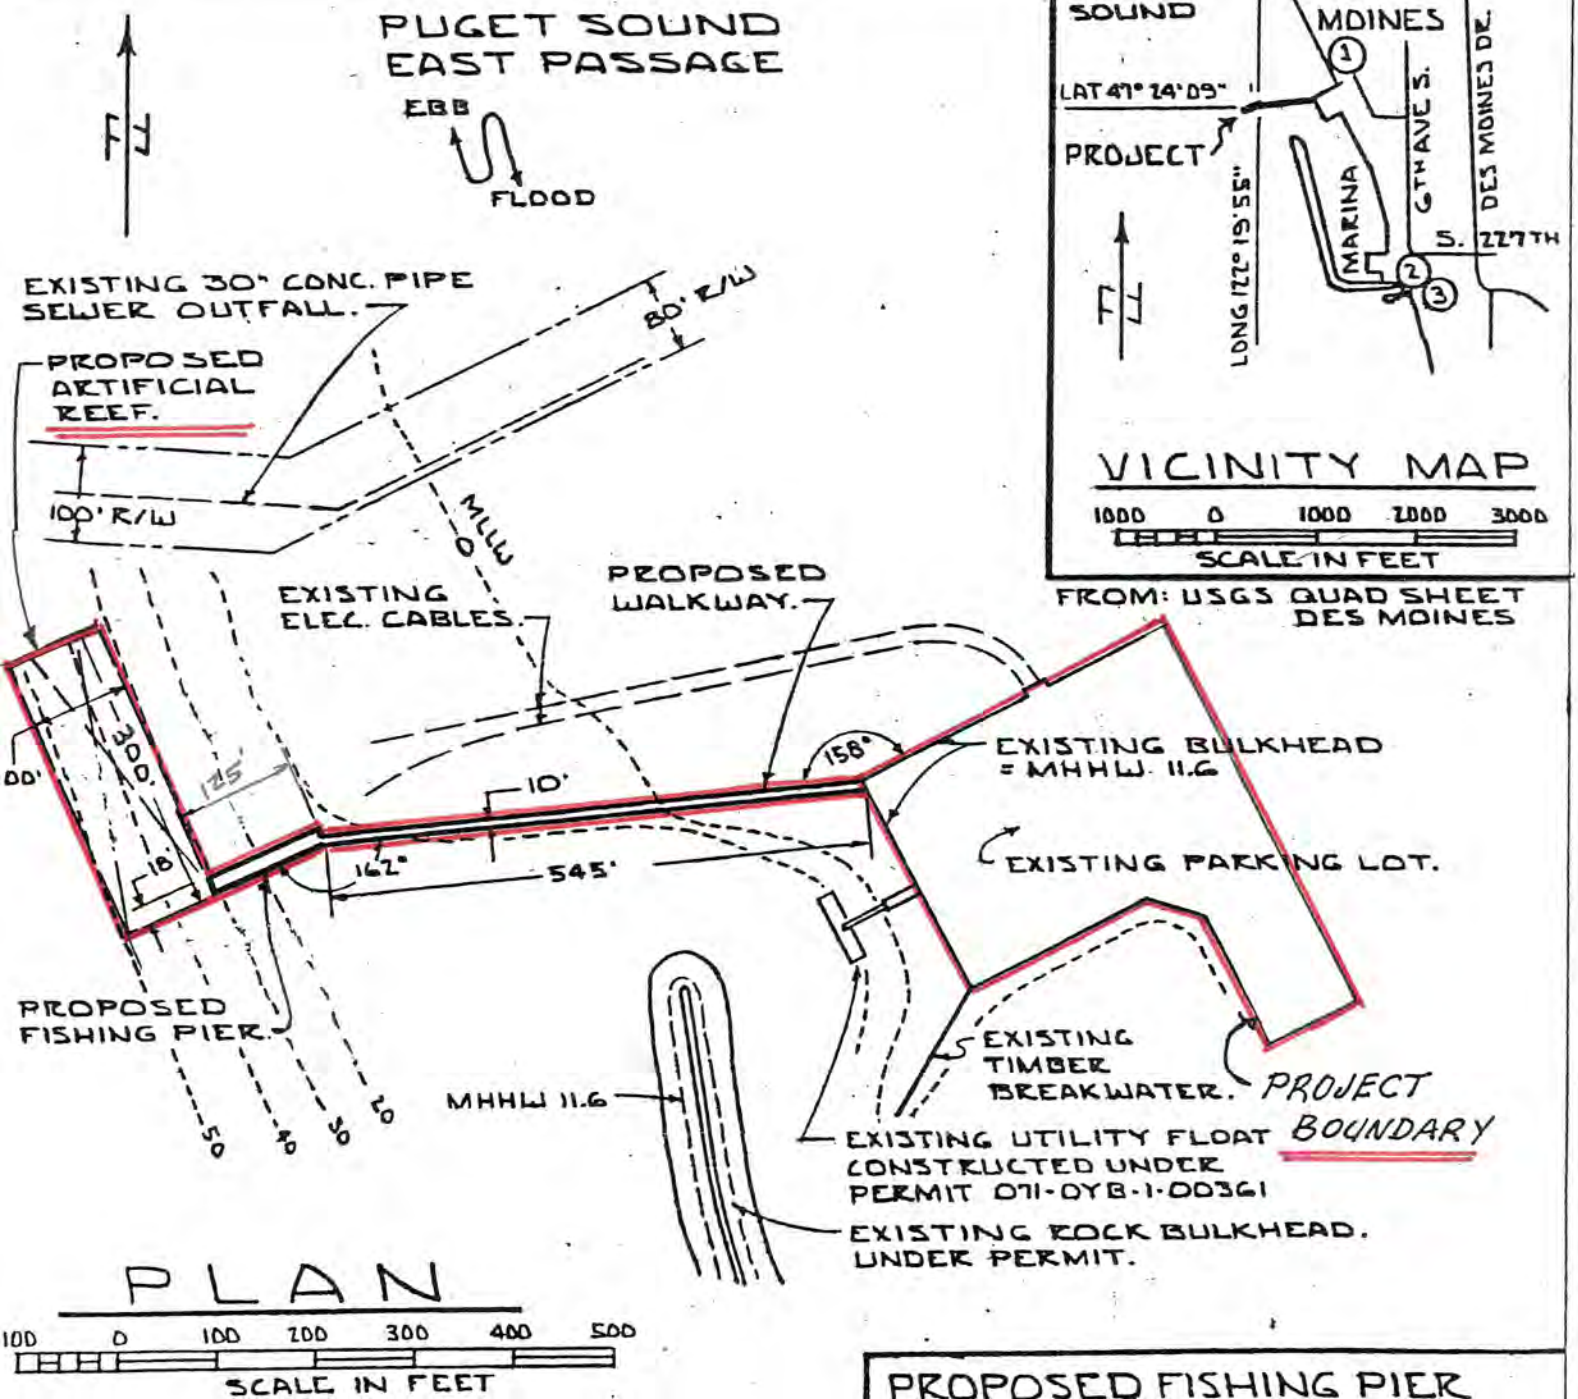 PUGET SOUND
EAST PASSAGE
EBB
FLOOD
EXISTING 30" CONC. PIPE
SEWER OUTFALL.
PROPOSED
ARTIFICIAL
REEF.
80' R/W
100' R/W
MLLW
0
EXISTING
ELEC. CABLES.
PROPOSED
WALKWAY.
158°
EXISTING BULKHEAD
= MHHW 11.6
10'
300'
125'
00'
18
162°
545'
EXISTING PARKING LOT.
PROPOSED
FISHING PIER.
50
40
30
20
MHHW 11.6
EXISTING
TIMBER
BREAKWATER.
PROJECT
BOUNDARY
EXISTING UTILITY FLOAT
CONSTRUCTED UNDER
PERMIT 071-OYB-1-00361
EXISTING ROCK BULKHEAD.
UNDER PERMIT.
PLAN
100 0 100 200 300 400 500
SCALE IN FEET
SOUND
MOINES
1
LAT 47° 24' 09"
PROJECT
LONG 122° 19' 55"
MARINA
6TH AVE S.
DES MOINES DR.
S. 227TH
2
3
VICINITY MAP
1000 0 1000 2000 3000
SCALE IN FEET
FROM: USGS QUAD SHEET
DES MOINES
PROPOSED FISHING PIER